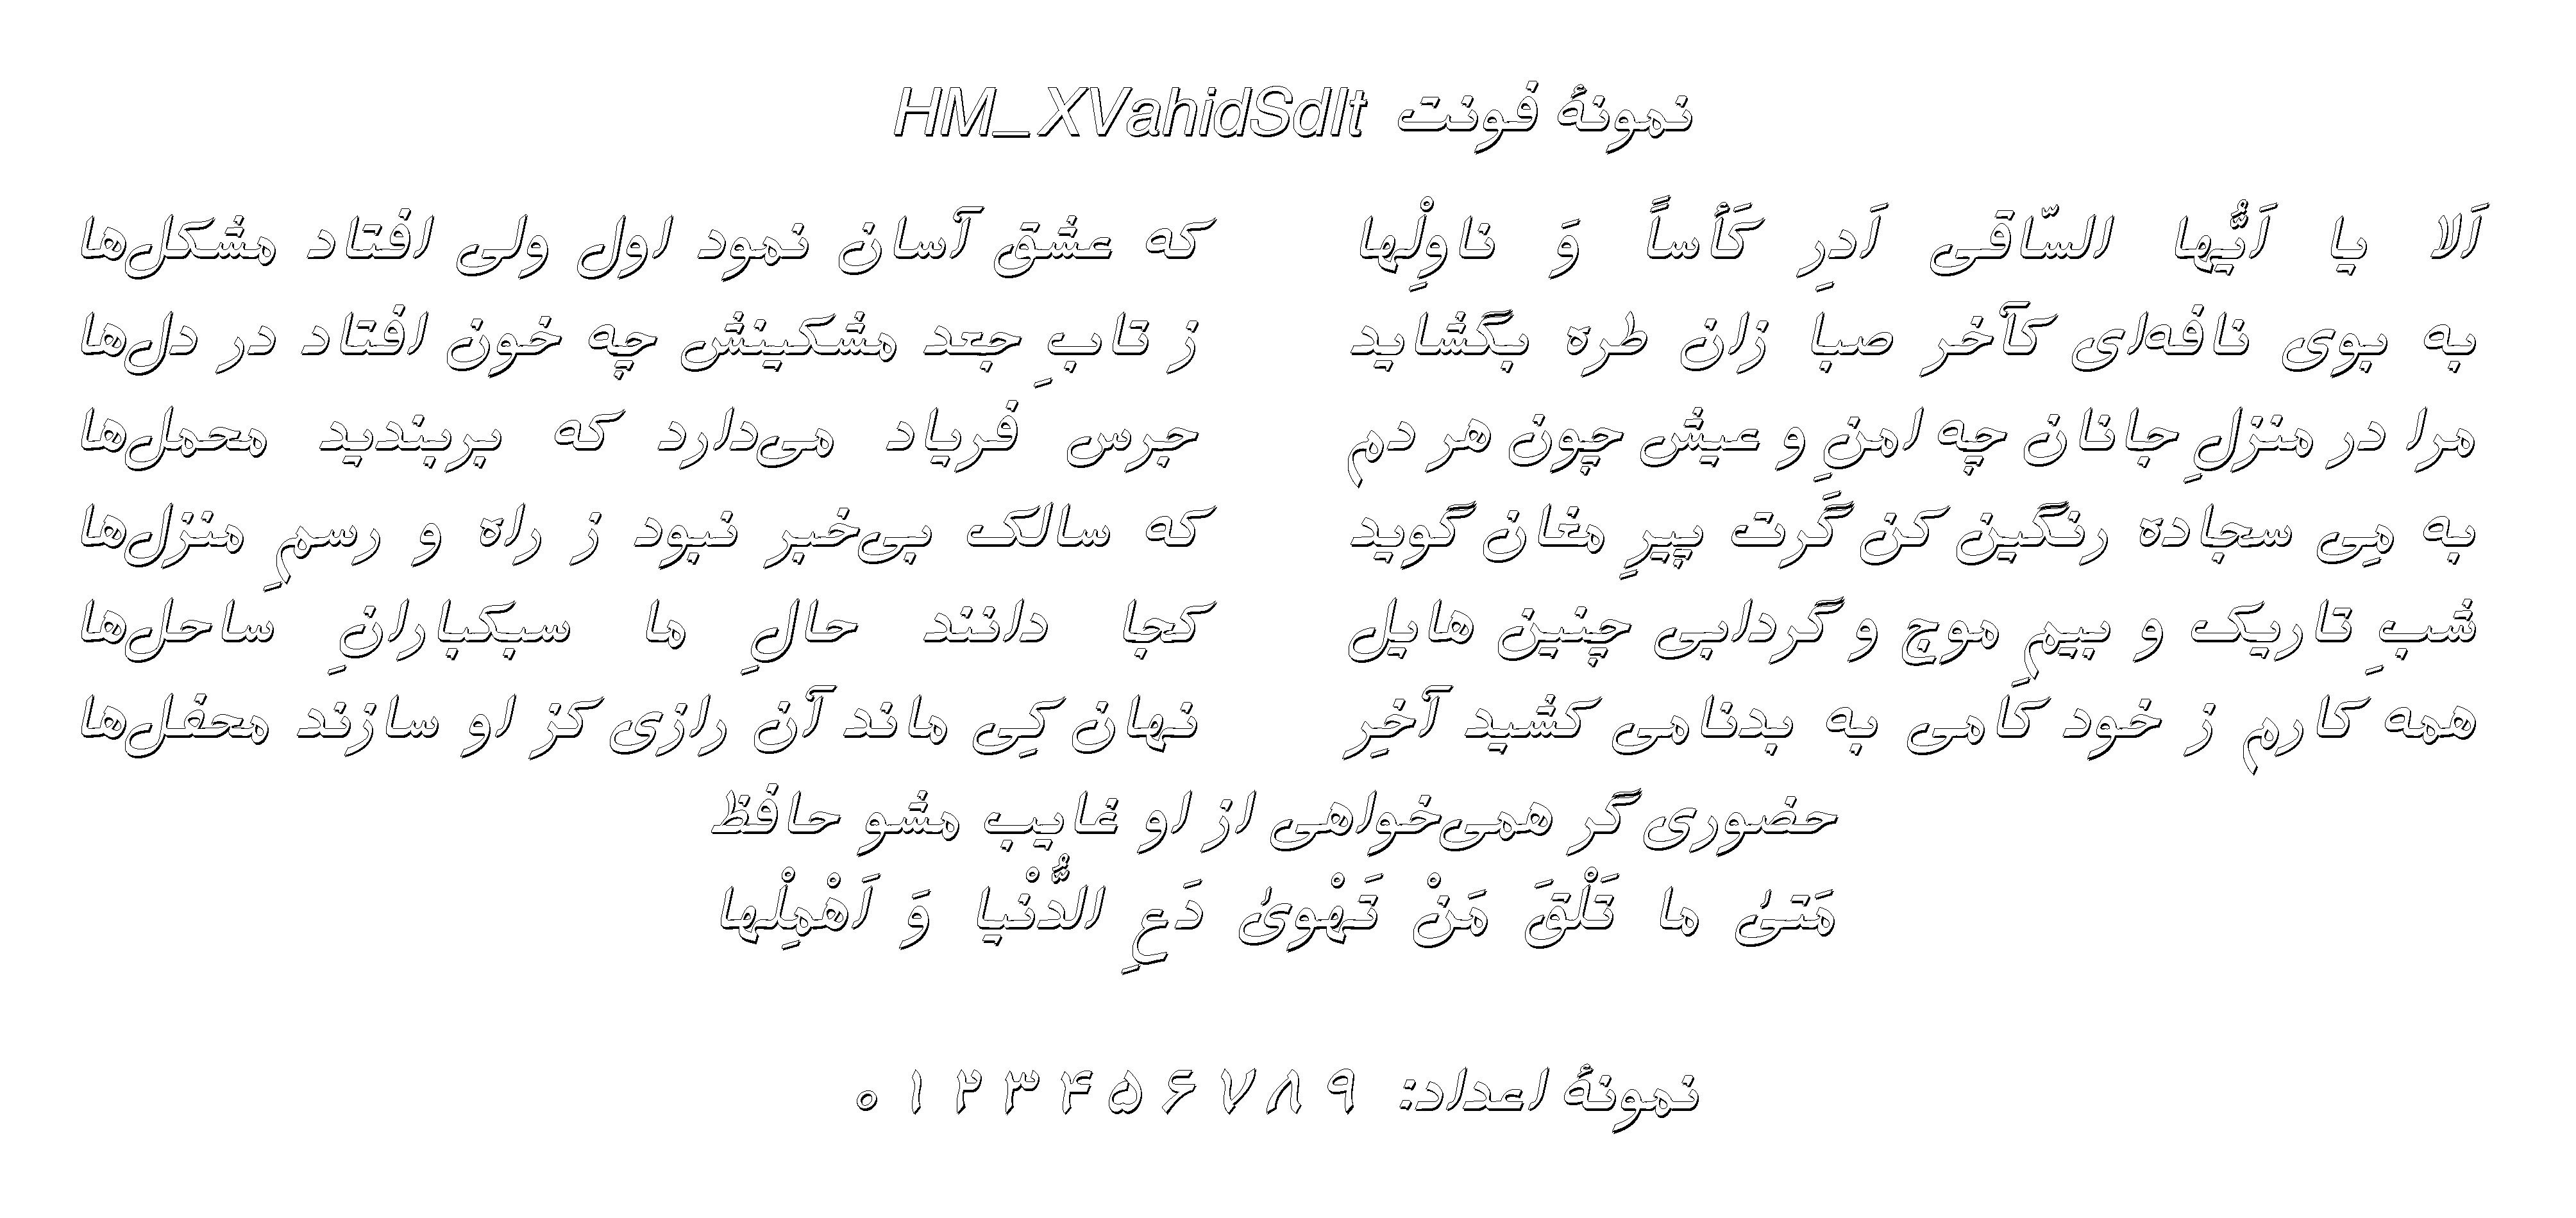 نمونهٔ فونت HM_XVahidSdIt
اَلا یا اَیُّها السّاقی اَدرِ کَأساً وَ ناوِلْها که عشق آسان نمود اول ولی افتاد مشکل‌ها
به بوی نافه‌ای کآخر صبا زان طره بگشاید ز تابِ جعد مشکینش چه خون افتاد در دل‌ها
مرا در منزلِ جانان چه امنِ و عیش چون هر دم جرس فریاد می‌دارد که بربندید محمل‌ها
به مِی سجاده رنگین کن گَرت پیرِ مغان گوید که سالک بی‌خبر نبود ز راه و رسمِ منزل‌ها
شبِ تاریک و بیمِ موج و گردابی چنین هایل کجا دانند حالِ ما سبکبارانِ ساحل‌ها
همه کارم ز خود کامی به بدنامی کشید آخِر نهان کِی ماند آن رازی کز او سازند محفل‌ها
حضوری گر همی‌خواهی از او غایب مشو حافظ
مَتیٰ ما تَلْقَ مَنْ تَهْویٰ دَعِ الدُّنْیا وَ اَهْمِلْها
نمونهٔ اعداد: ۹ ۸ ۷ ۶ ۵ ۴ ۳ ۲ ۱ ۰